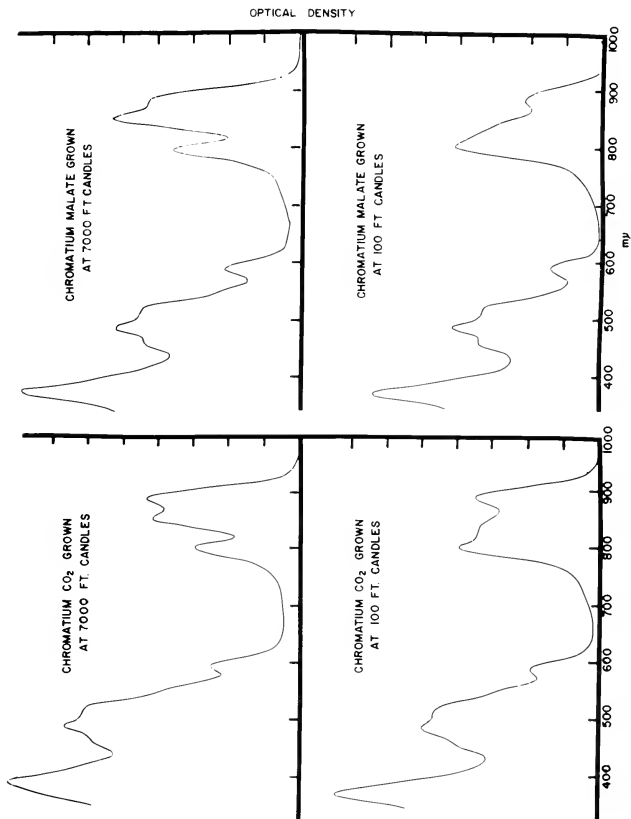 OPTICAL DENSITY
CHROMATIUM MALATE GROWN
AT 7000 FT CANDLES
CHROMATIUM MALATE GROWN
AT 100 FT CANDLES
1000
900
800
700
600
500
400
mμ
CHROMATIUM CO₂ GROWN
AT 7000 FT. CANDLES
CHROMATIUM CO₂ GROWN
AT 100 FT. CANDLES
1000
900
800
700
600
500
400